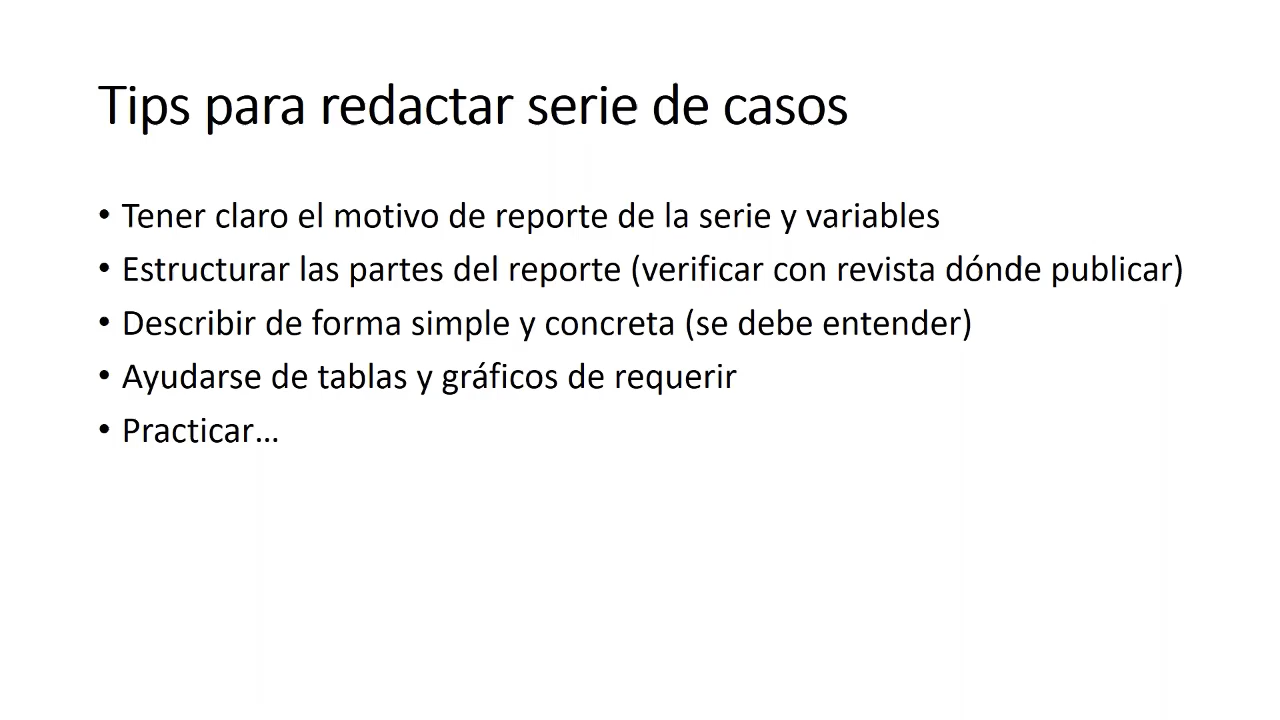 Tips para redactar serie de casos
• Tener claro el motivo de reporte de la serie y variables
• Estructurar las partes del reporte (verificar con revista dónde publicar)
• Describir de forma simple y concreta (se debe entender)
• Ayudarse de tablas y gráficos de requerir
• Practicar...